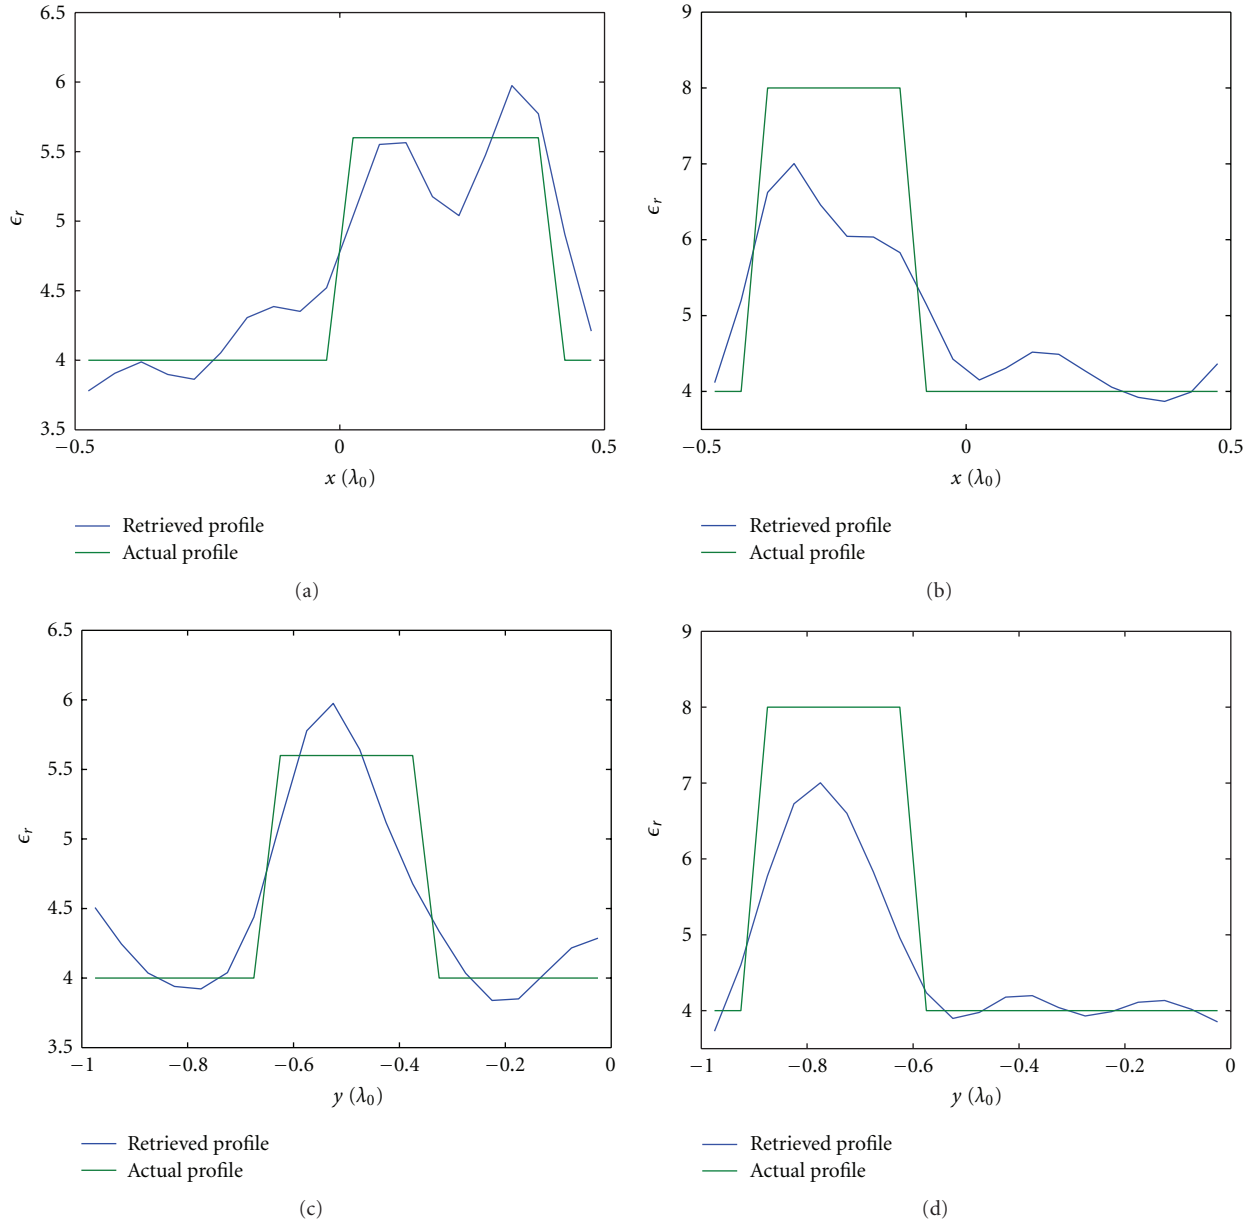 6.5
6
5.5
5
4.5
4
3.5
ϵr
−0.5
0
0.5
x (λ0)
Retrieved profile
Actual profile
(a)
9
8
7
6
5
4
ϵr
−0.5
0
0.5
x (λ0)
Retrieved profile
Actual profile
(b)
6.5
6
5.5
5
4.5
4
3.5
ϵr
−1
−0.8
−0.6
−0.4
−0.2
0
y (λ0)
Retrieved profile
Actual profile
(c)
9
8
7
6
5
4
ϵr
−1
−0.8
−0.6
−0.4
−0.2
0
y (λ0)
Retrieved profile
Actual profile
(d)